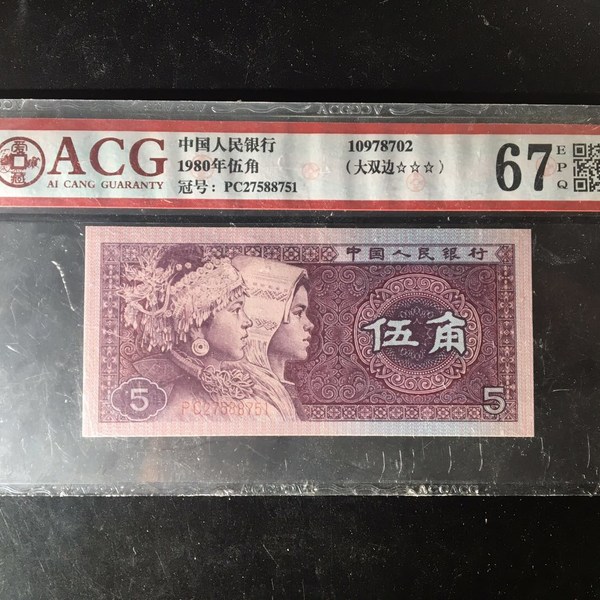 ACG
AI CANG GUARANTY
中国人民银行
1980年伍角
冠号: PC27588751
10978702
(大双边☆☆☆)
67
E
P
Q
中国人民银行
伍角
5
PC27588751
5